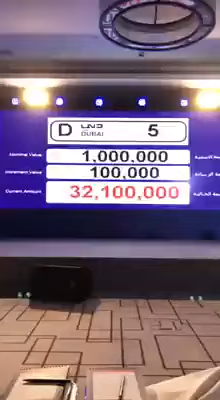 D دبي DUBAI 5
Nominal Value 1,000,000
Increment Value 100,000
Current Amount 32,100,000